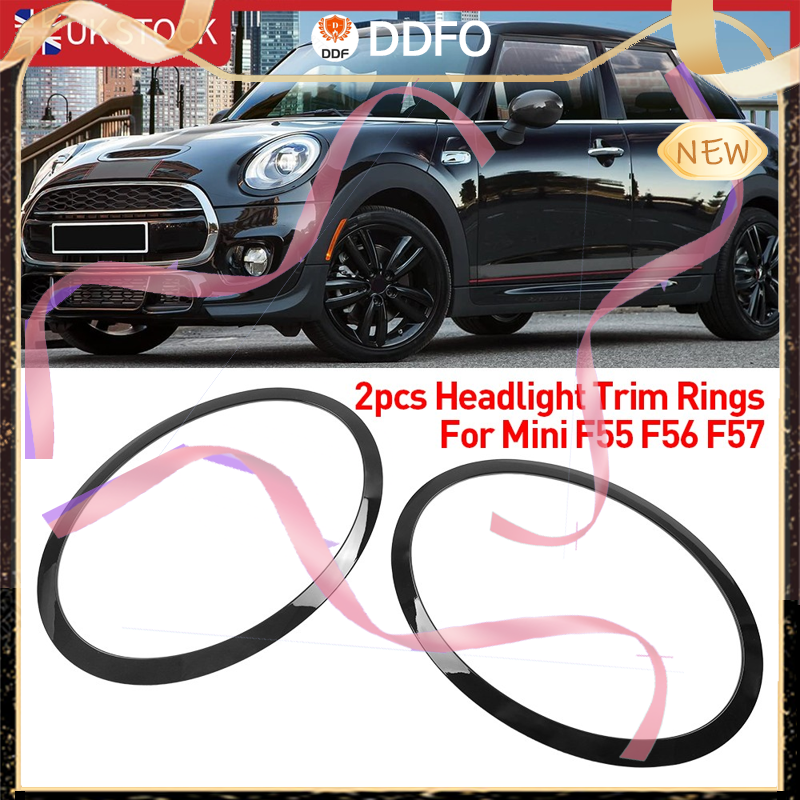 UK STOCK
DDF
DDFO
NEW
2pcs Headlight Trim Rings
For Mini F55 F56 F57